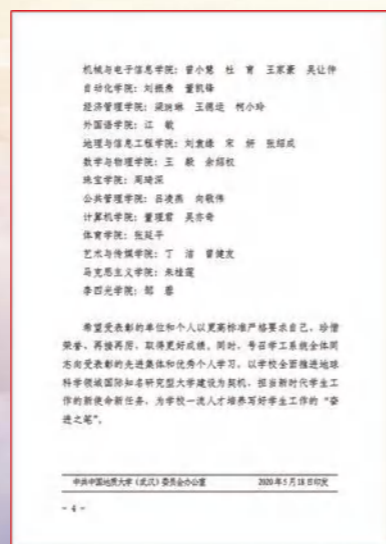 机械与电子信息学院：曾小慧 杜 育 王家豪 吴让仲
自动化学院：刘振焘 董凯锋
经济管理学院：梁琳琳 王德运 柯小玲
外国语学院：江 敏
地理与信息工程学院：刘袁缘 宋 妍 张绍成
数学与物理学院：王 毅 余绍权
珠宝学院：周琦深
公共管理学院：吕凌燕 向敬伟
计算机学院：董理君 吴亦奇
体育学院：张延平
艺术与传媒学院：丁 洁 曾健友
马克思主义学院：朱桂莲
李四光学院：邹 蓉
希望受表彰的单位和个人以更高标准严格要求自己，珍惜
荣誉，再接再厉，取得更好成绩。同时，号召学工系统全体同
志向受表彰的先进集体和优秀个人学习，以学校全面推进地球
科学领域国际知名研究型大学建设为契机，担当新时代学生工
作的新使命新任务，为学校一流人才培养写好学生工作的“奋
进之笔”。
中共中国地质大学（武汉）委员会办公室 2020年5月18日印发
- 4 -